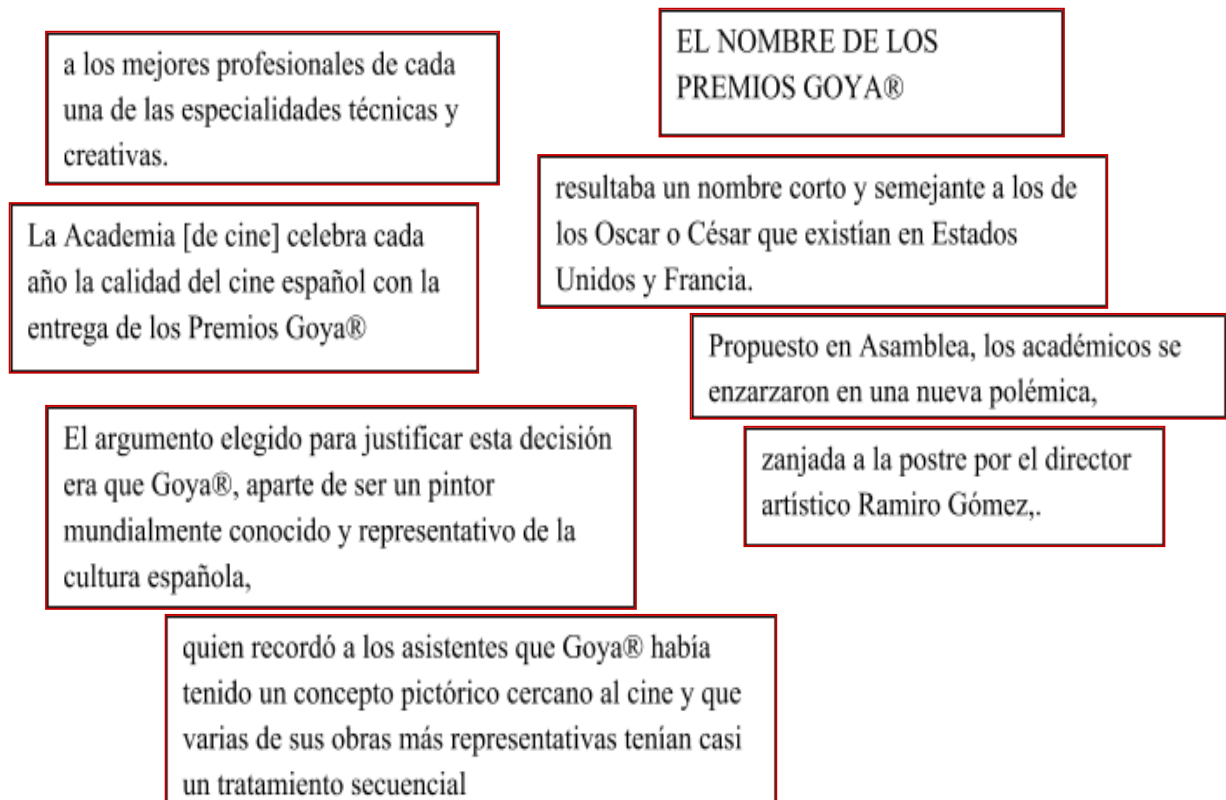 a los mejores profesionales de cada
una de las especialidades técnicas y
creativas.
EL NOMBRE DE LOS
PREMIOS GOYA®
resultaba un nombre corto y semejante a los de
los Oscar o César que existían en Estados
Unidos y Francia.
La Academia [de cine] celebra cada
año la calidad del cine español con la
entrega de los Premios Goya®
Propuesto en Asamblea, los académicos se
enzarzaron en una nueva polémica,
El argumento elegido para justificar esta decisión
era que Goya®, aparte de ser un pintor
mundialmente conocido y representativo de la
cultura española,
zanjada a la postre por el director
artístico Ramiro Gómez,.
quien recordó a los asistentes que Goya® había
tenido un concepto pictórico cercano al cine y que
varias de sus obras más representativas tenían casi
un tratamiento secuencial